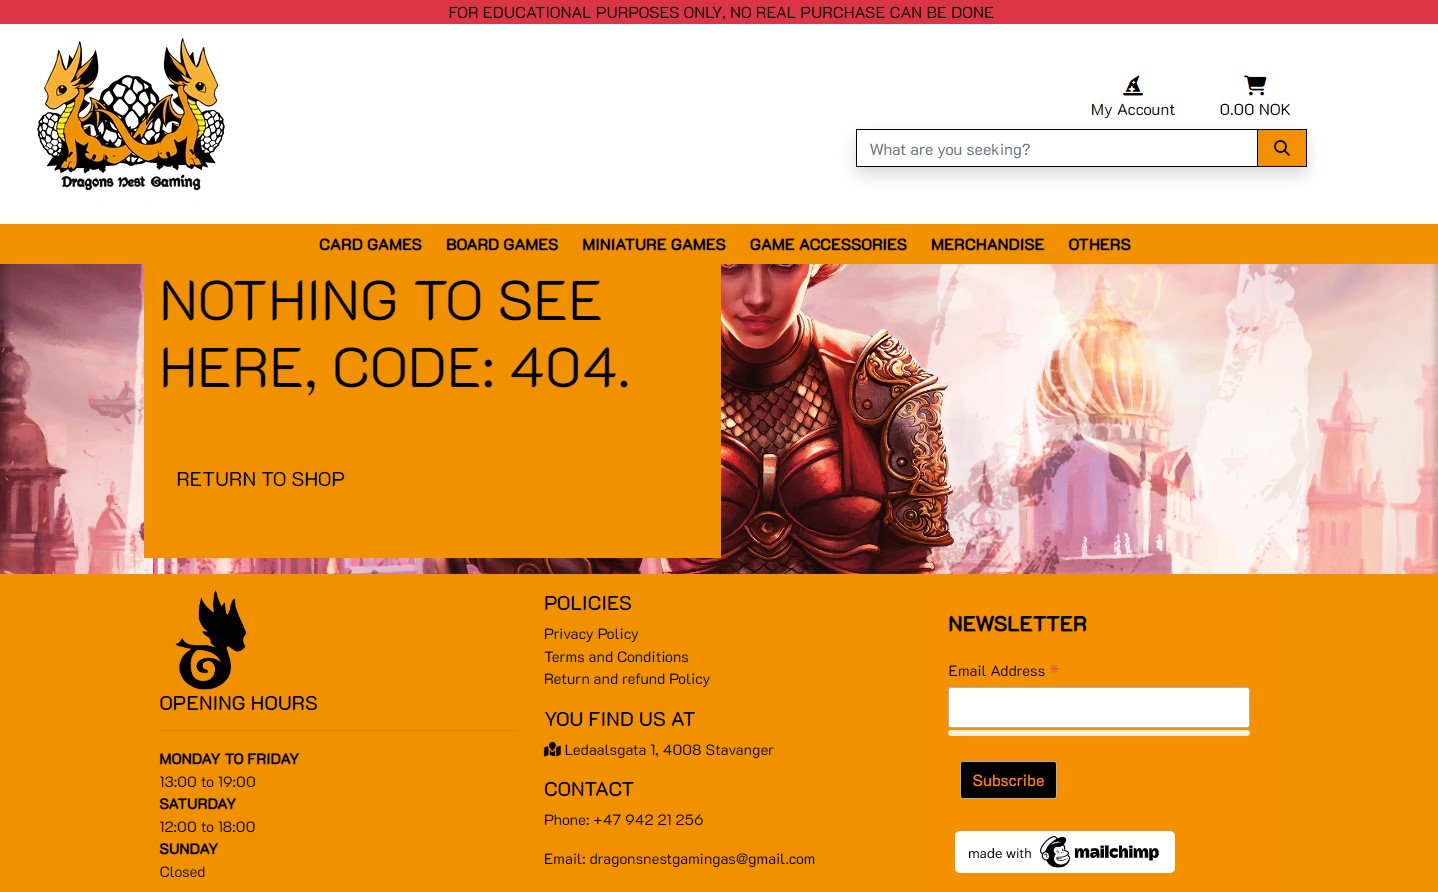 FOR EDUCATIONAL PURPOSES ONLY, NO REAL PURCHASE CAN BE DONE
Dragons Nest Gaming
My Account
0.00 NOK
What are you seeking?
CARD GAMES
BOARD GAMES
MINIATURE GAMES
GAME ACCESSORIES
MERCHANDISE
OTHERS
NOTHING TO SEE
HERE, CODE: 404.
RETURN TO SHOP
OPENING HOURS
MONDAY TO FRIDAY
13:00 to 19:00
SATURDAY
12:00 to 18:00
SUNDAY
Closed
POLICIES
Privacy Policy
Terms and Conditions
Return and refund Policy
YOU FIND US AT
Ledaalsgata 1, 4008 Stavanger
CONTACT
Phone: +47 942 21 256
Email: dragonsnestgamingas@gmail.com
NEWSLETTER
Email Address *
Subscribe
made with mailchimp